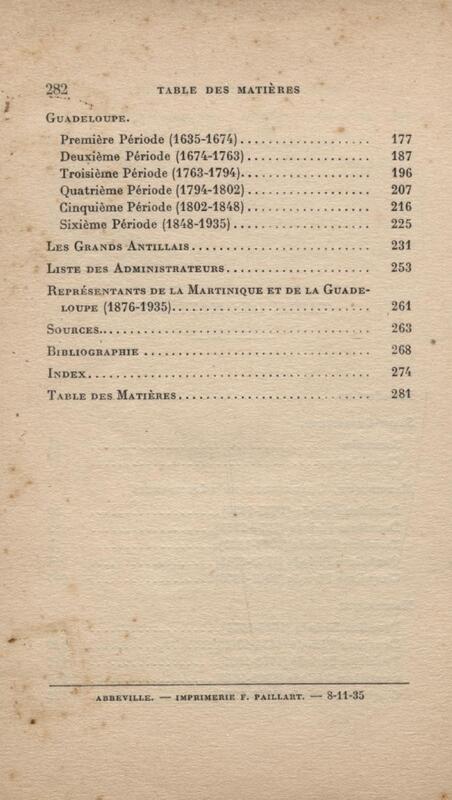 282 TABLE DES MATIÈRES
GUADELOUPE.
Première Période (1635-1674).................... 177
Deuxième Période (1674-1763)................... 187
Troisième Période (1763-1794).................... 196
Quatrième Période (1794-1802)................... 207
Cinquième Période (1802-1848)................... 216
Sixième Période (1848-1935)..................... 225
LES GRANDS ANTILLAIS............................ 231
LISTE DES ADMINISTRATEURS....................... 253
REPRÉSENTANTS DE LA MARTINIQUE ET DE LA GUADE-
LOUPE (1876-1935)............................... 261
SOURCES......................................... 263
BIBLIOGRAPHIE ................................... 268
INDEX........................................... 274
TABLE DES MATIÈRES.............................. 281
ABBEVILLE. — IMPRIMERIE F. PAILLART. — 8-11-35